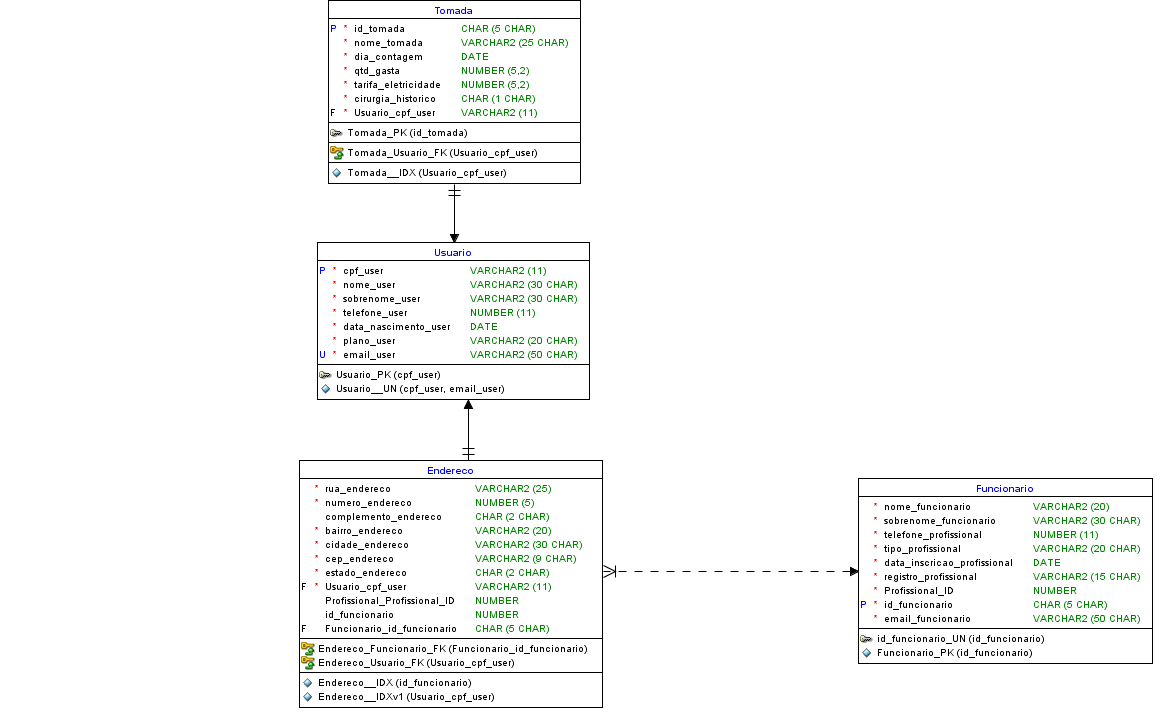 Tomada
P * id_tomada CHAR (5 CHAR)
* nome_tomada VARCHAR2 (25 CHAR)
* dia_contagem DATE
* qtd_gasta NUMBER (5,2)
* tarifa_eletricidade NUMBER (5,2)
* cirurgia_historico CHAR (1 CHAR)
F * Usuario_cpf_user VARCHAR2 (11)
Tomada_PK (id_tomada)
Tomada_Usuario_FK (Usuario_cpf_user)
Tomada__IDX (Usuario_cpf_user)
Usuario
P * cpf_user VARCHAR2 (11)
* nome_user VARCHAR2 (30 CHAR)
* sobrenome_user VARCHAR2 (30 CHAR)
* telefone_user NUMBER (11)
* data_nascimento_user DATE
* plano_user VARCHAR2 (20 CHAR)
U * email_user VARCHAR2 (50 CHAR)
Usuario_PK (cpf_user)
Usuario__UN (cpf_user, email_user)
Endereco
* rua_endereco VARCHAR2 (25)
* numero_endereco NUMBER (5)
complemento_endereco CHAR (2 CHAR)
* bairro_endereco VARCHAR2 (20)
* cidade_endereco VARCHAR2 (30 CHAR)
* cep_endereco VARCHAR2 (9 CHAR)
* estado_endereco CHAR (2 CHAR)
F * Usuario_cpf_user VARCHAR2 (11)
Profissional_Profissional_ID NUMBER
id_funcionario NUMBER
F Funcionario_id_funcionario CHAR (5 CHAR)
Endereco_Funcionario_FK (Funcionario_id_funcionario)
Endereco_Usuario_FK (Usuario_cpf_user)
Endereco__IDX (id_funcionario)
Endereco__IDXv1 (Usuario_cpf_user)
Funcionario
* nome_funcionario VARCHAR2 (20)
* sobrenome_funcionario VARCHAR2 (30 CHAR)
* telefone_profissional NUMBER (11)
* tipo_profissional VARCHAR2 (20 CHAR)
* data_inscricao_profissional DATE
* registro_profissional VARCHAR2 (15 CHAR)
* Profissional_ID NUMBER
P * id_funcionario CHAR (5 CHAR)
* email_funcionario VARCHAR2 (50 CHAR)
id_funcionario_UN (id_funcionario)
Funcionario_PK (id_funcionario)